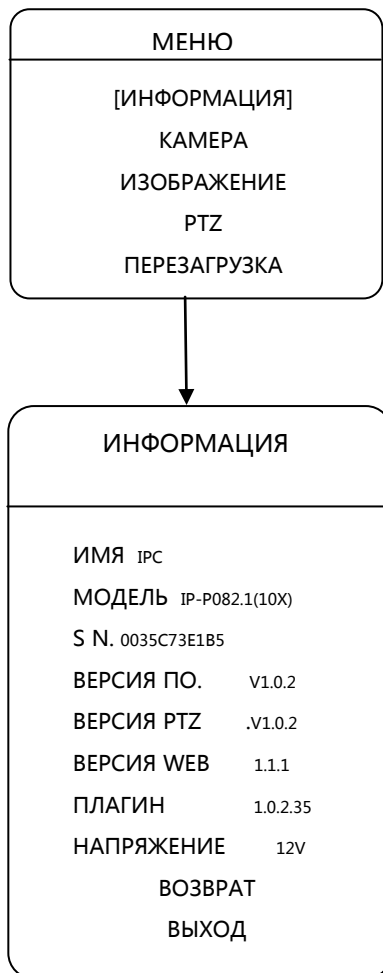 МЕНЮ
[ИНФОРМАЦИЯ]
КАМЕРА
ИЗОБРАЖЕНИЕ
PTZ
ПЕРЕЗАГРУЗКА
ИНФОРМАЦИЯ
ИМЯ IPC
МОДЕЛЬ IP-P082.1(10X)
S N. 0035C73E1B5
ВЕРСИЯ ПО. V1.0.2
ВЕРСИЯ PTZ .V1.0.2
ВЕРСИЯ WEB 1.1.1
ПЛАГИН 1.0.2.35
НАПРЯЖЕНИЕ 12V
ВОЗВРАТ
ВЫХОД